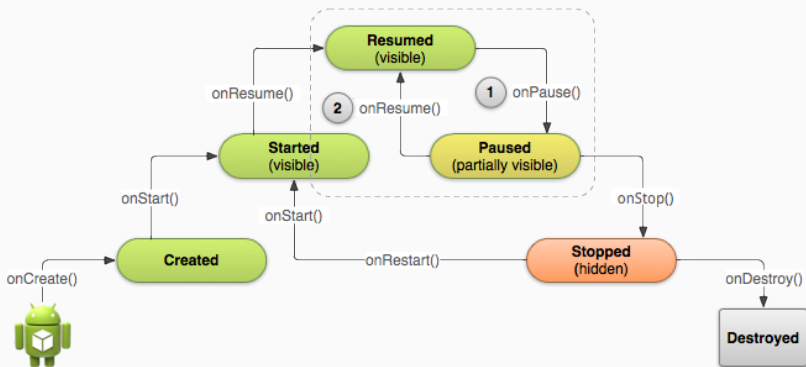 Resumed
(visible)
onResume()
2
onResume()
1
onPause()
Started
(visible)
Paused
(partially visible)
onStart()
onStart()
onStop()
Created
onRestart()
Stopped
(hidden)
onCreate()
onDestroy()
Destroyed